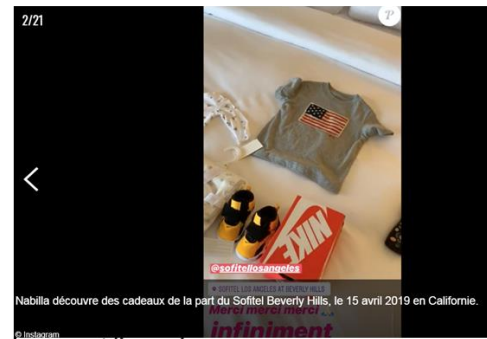 2/21
P
NIKE
@sofitellosangeles
SOFITEL LOS ANGELES AT BEVERLY HILLS
Merci merci merci
Nabilla découvre des cadeaux de la part du Sofitel Beverly Hills, le 15 avril 2019 en Californie.
infiniment
© Instagram